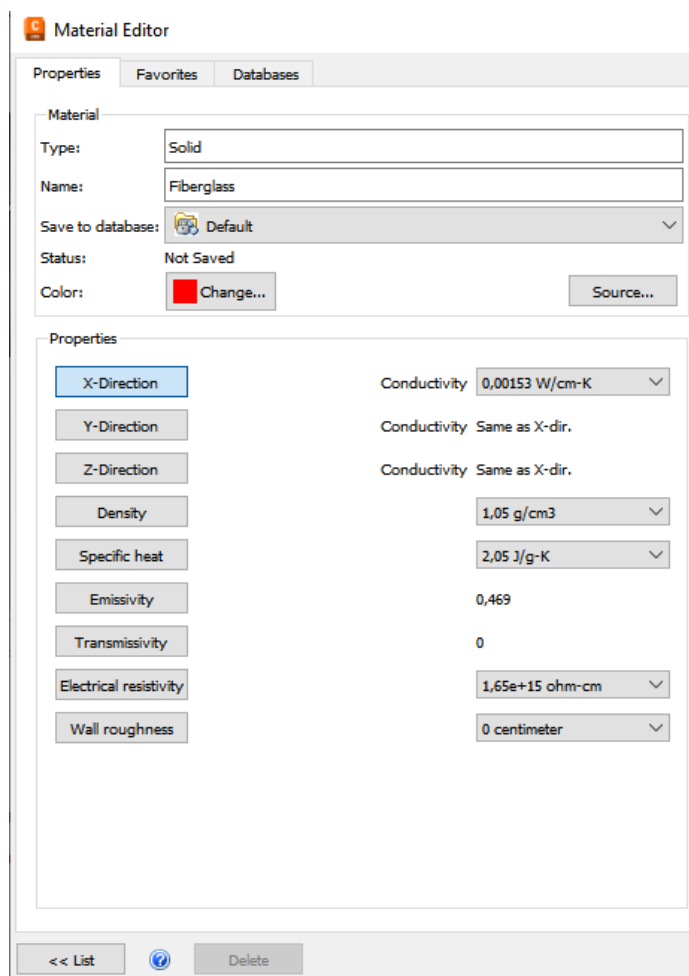 Material Editor
Properties Favorites Databases
Material
Type: Solid
Name: Fiberglass
Save to database: Default
Status: Not Saved
Color: Change... Source...
Properties
X-Direction Conductivity 0,00153 W/cm-K
Y-Direction Conductivity Same as X-dir.
Z-Direction Conductivity Same as X-dir.
Density 1,05 g/cm3
Specific heat 2,05 J/g-K
Emissivity 0,469
Transmissivity 0
Electrical resistivity 1,65e+15 ohm-cm
Wall roughness 0 centimeter
<< List ? Delete